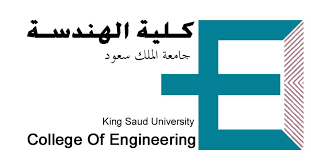 كلية الهندسة
جامعة الملك سعود
King Saud University
College Of Engineering